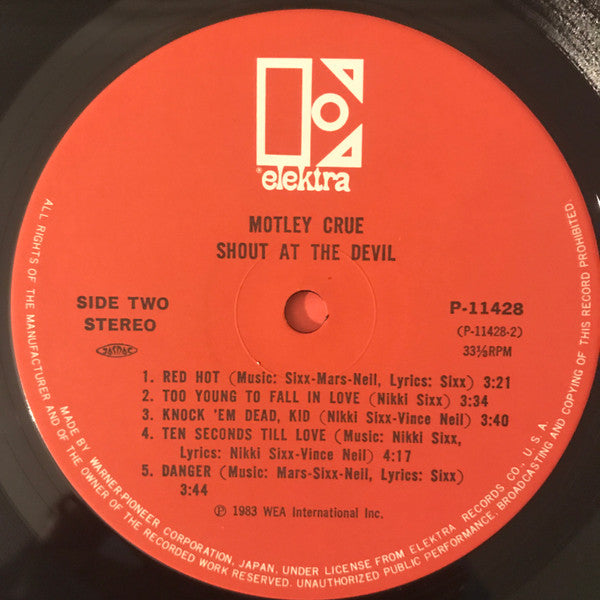 ® elektra
MOTLEY CRUE
SHOUT AT THE DEVIL
SIDE TWO
STEREO
P-11428
(P-11428-2)
33⅓RPM
1. RED HOT (Music: Sixx-Mars-Neil, Lyrics: Sixx) 3:21
2. TOO YOUNG TO FALL IN LOVE (Nikki Sixx) 3:34
3. KNOCK 'EM DEAD, KID (Nikki Sixx-Vince Neil) 3:40
4. TEN SECONDS TILL LOVE (Music: Nikki Sixx,
Lyrics: Nikki Sixx-Vince Neil) 4:17
5. DANGER (Music: Mars-Sixx-Neil, Lyrics: Sixx)
3:44
℗ 1983 WEA International Inc.
ALL RIGHTS OF THE MANUFACTURER AND OF THE OWNER OF THE RECORDED WORK RESERVED. UNAUTHORIZED PUBLIC PERFORMANCE, BROADCASTING AND COPYING OF THIS RECORD PROHIBITED.
MADE BY WARNER-PIONEER CORPORATION, JAPAN. UNDER LICENSE FROM ELEKTRA RECORDS CO., U.S.A.